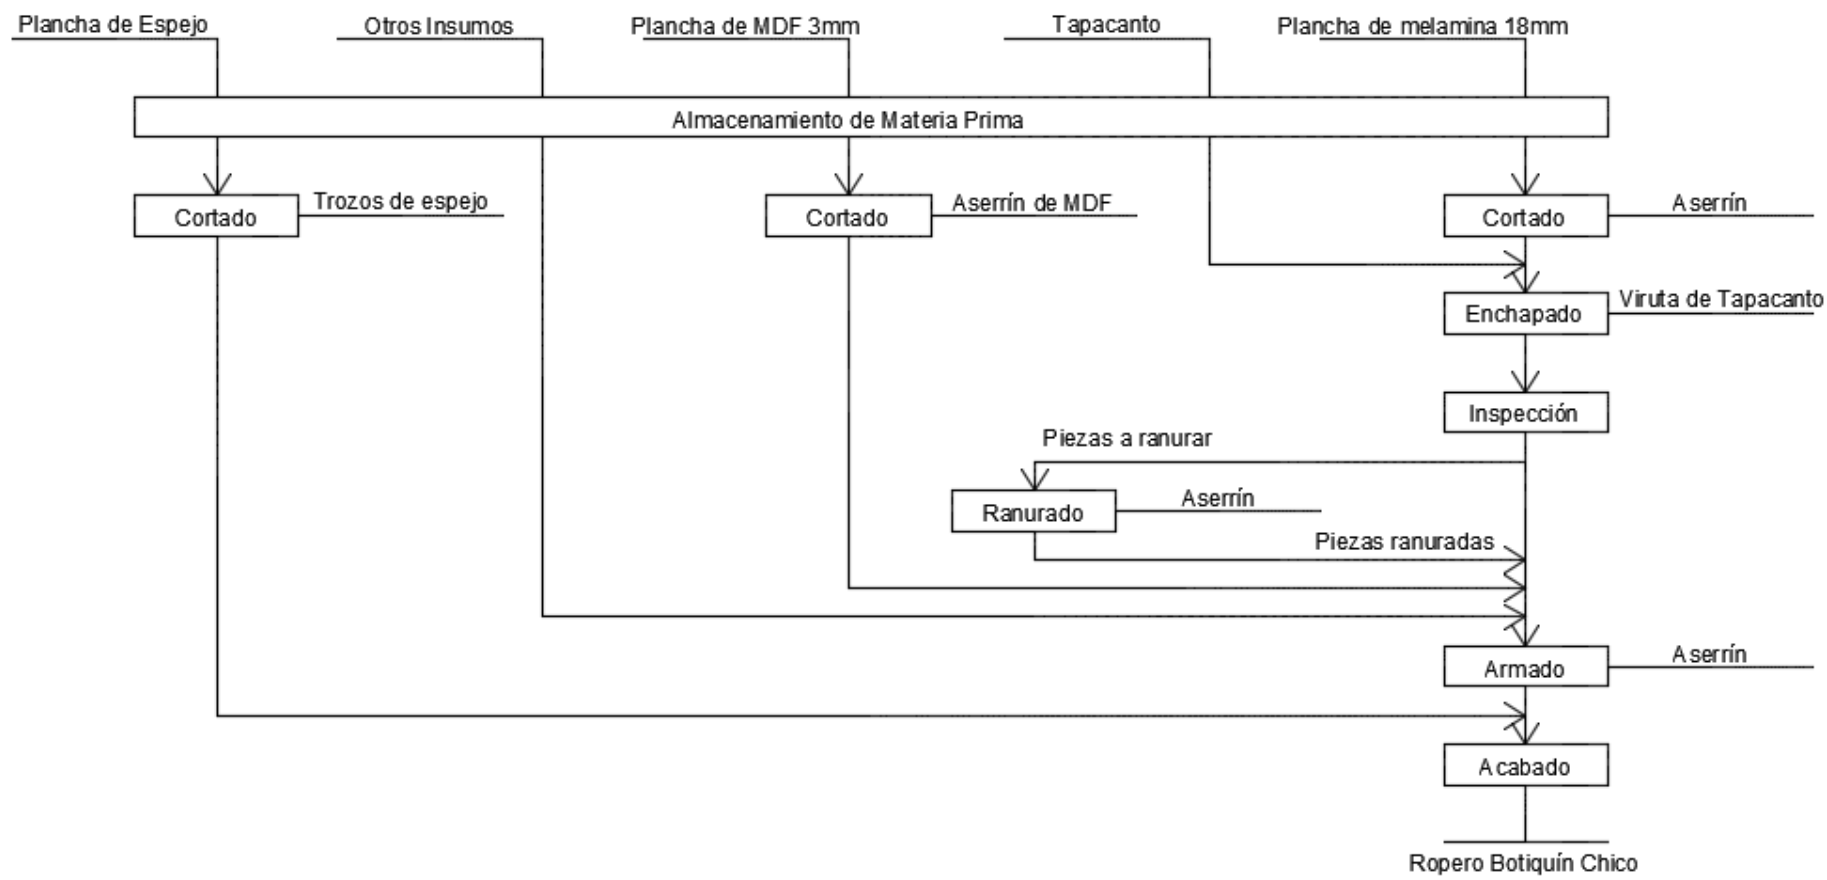 Plancha de Espejo
Otros Insumos
Plancha de MDF 3mm
Tapacanto
Plancha de melamina 18mm
Almacenamiento de Materia Prima
Cortado
Trozos de espejo
Cortado
Aserrín de MDF
Cortado
Aserrín
Enchapado
Viruta de Tapacanto
Inspección
Piezas a ranurar
Ranurado
Aserrín
Piezas ranuradas
Armado
Aserrín
Acabado
Ropero Botiquín Chico